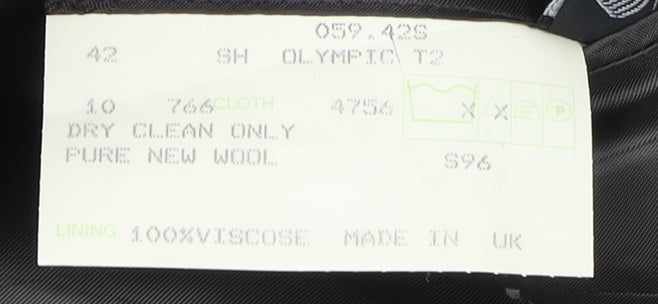 059.42S
42 SH OLYMPIC T2
10 766 CLOTH 4756 X X P
DRY CLEAN ONLY
PURE NEW WOOL S96
LINING 100%VISCOSE MADE IN UK